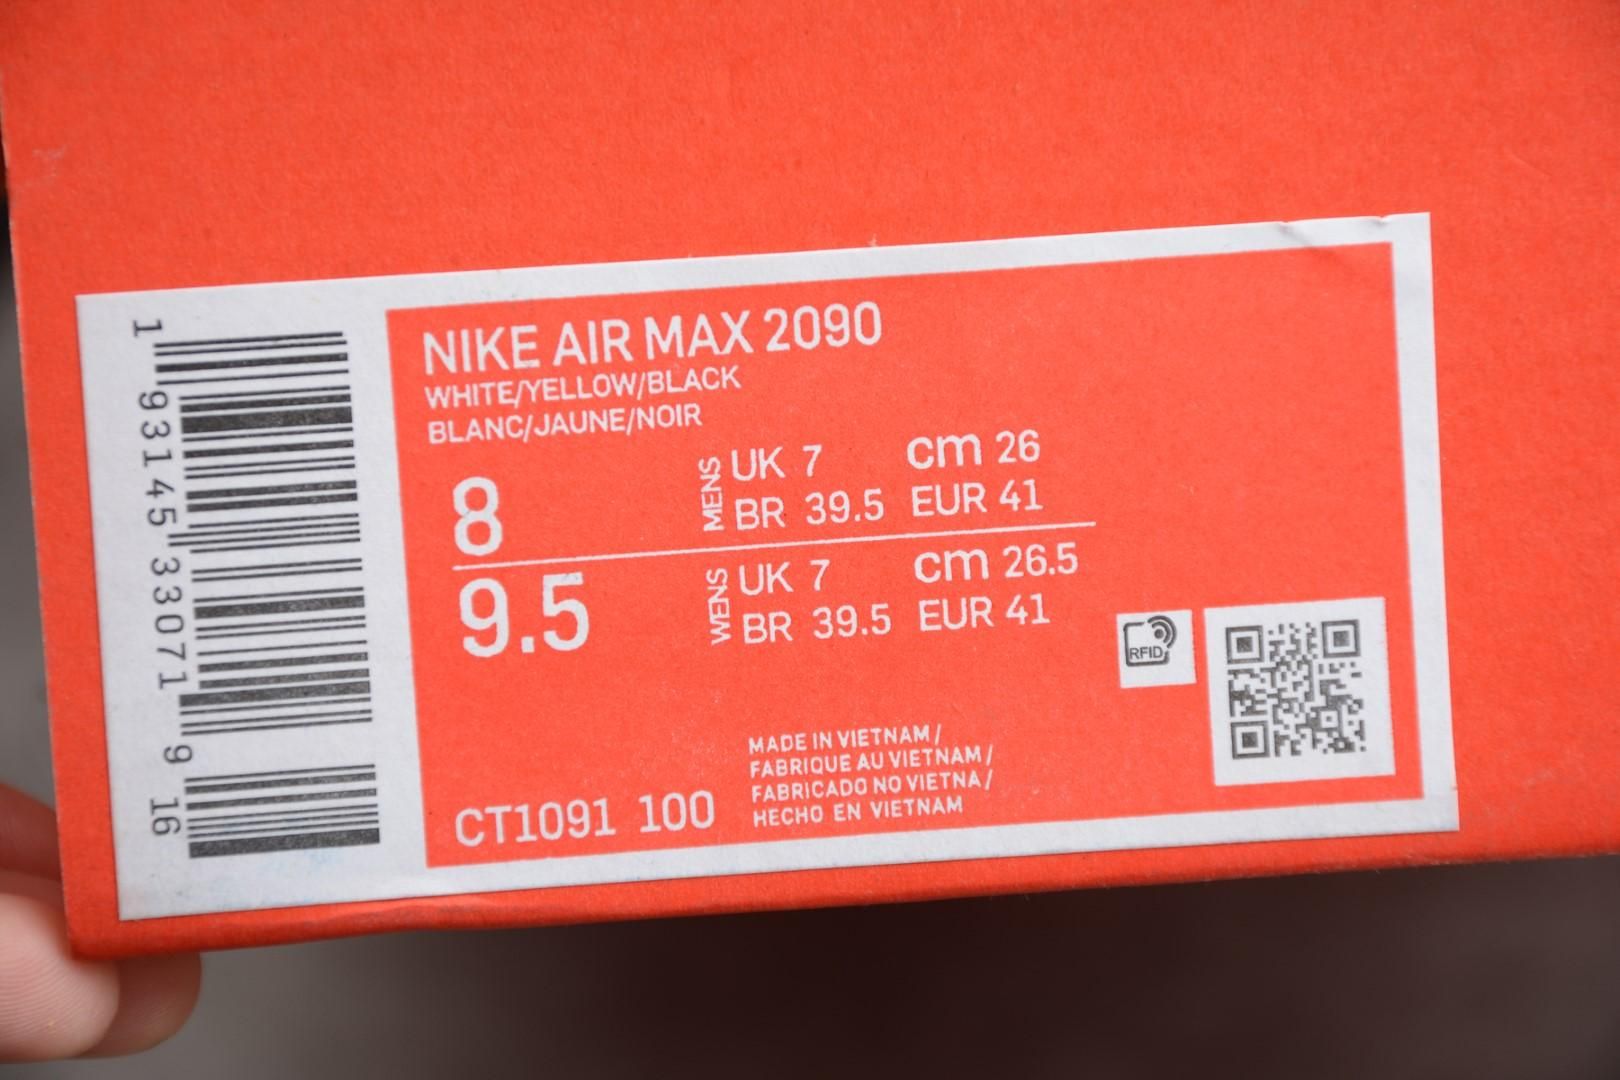 NIKE AIR MAX 2090
WHITE/YELLOW/BLACK
BLANC/JAUNE/NOIR
8 MENS UK 7 cm 26
BR 39.5 EUR 41
9.5 WENS UK 7 cm 26.5
BR 39.5 EUR 41
RFID
CT1091 100
MADE IN VIETNAM /
FABRIQUE AU VIETNAM /
FABRICADO NO VIETNA /
HECHO EN VIETNAM
1 93145 33071 9 16